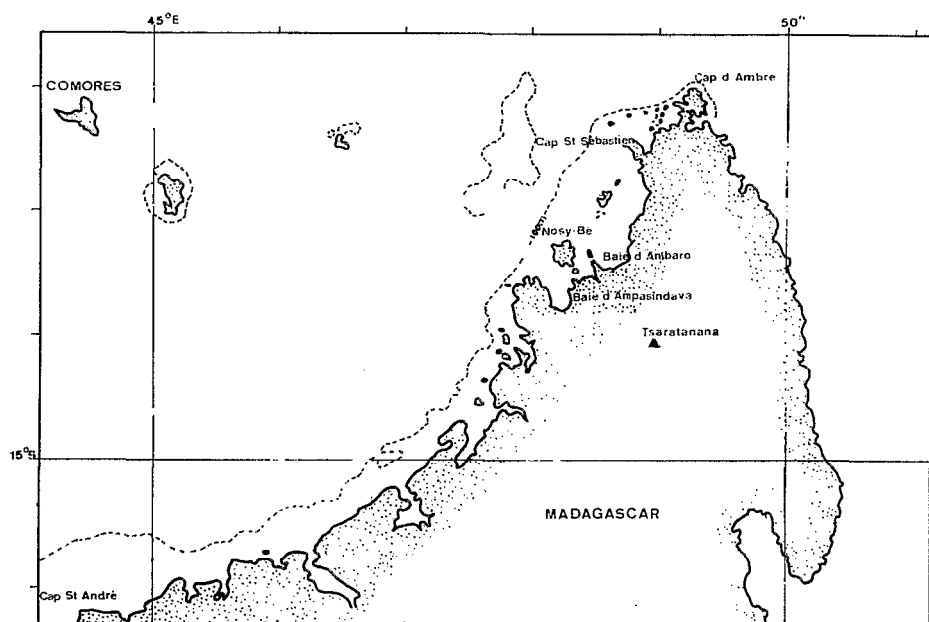 45°E
50°
COMORES
Cap d Ambre
Cap St Sébastien
Nosy-Bé
Baie d Ambaro
Baie d Ampasindava
Tsaratanana
15°S
MADAGASCAR
Cap St André